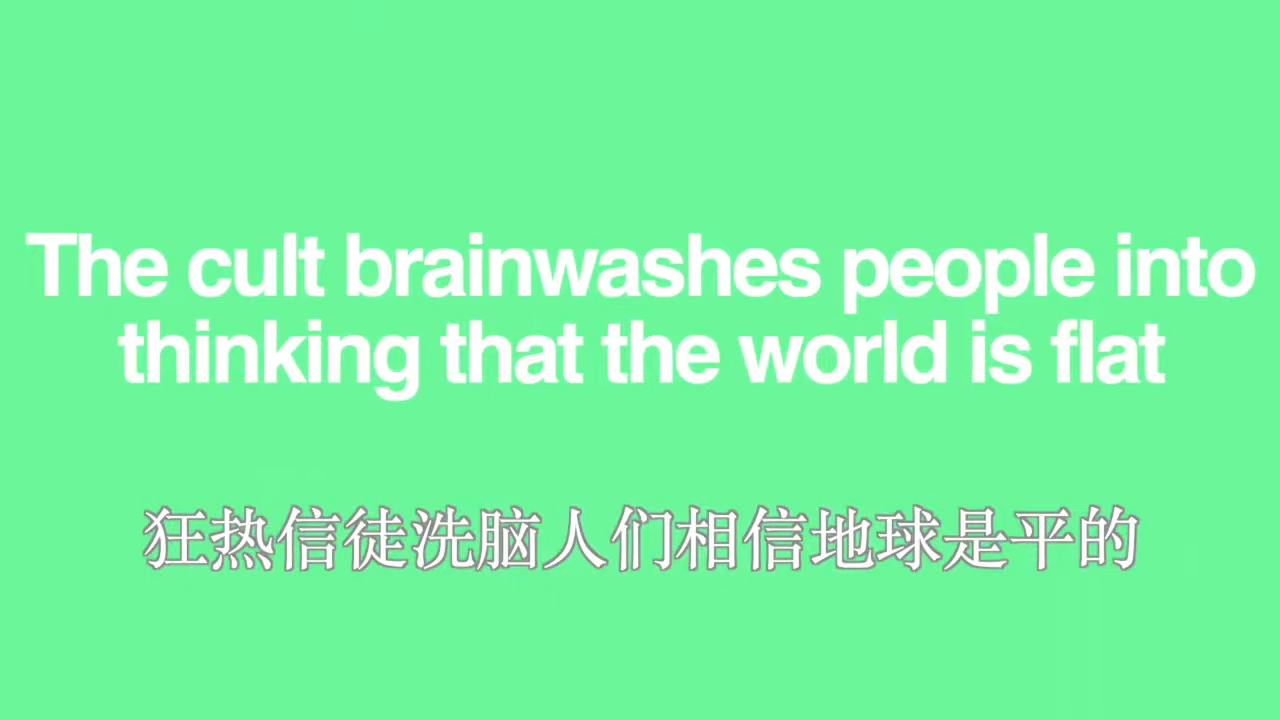 The cult brainwashes people into
thinking that the world is flat
狂热信徒洗脑人们相信地球是平的